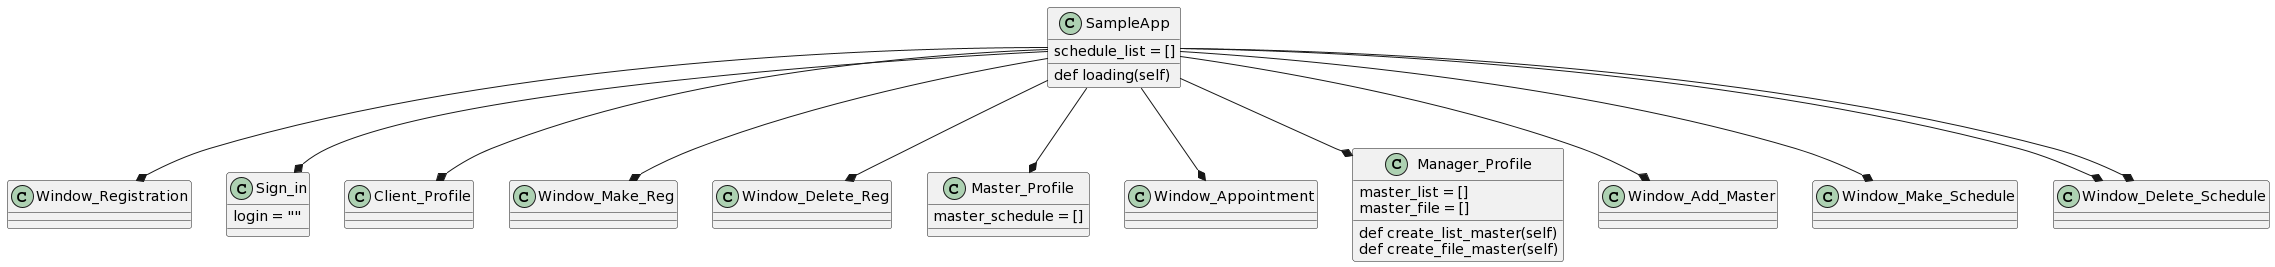 C SampleApp
schedule_list = []
def loading(self)
C Window_Registration
C Sign_in
login = ""
C Client_Profile
C Window_Make_Reg
C Window_Delete_Reg
C Master_Profile
master_schedule = []
C Window_Appointment
C Manager_Profile
master_list = []
master_file = []
def create_list_master(self)
def create_file_master(self)
C Window_Add_Master
C Window_Make_Schedule
C Window_Delete_Schedule